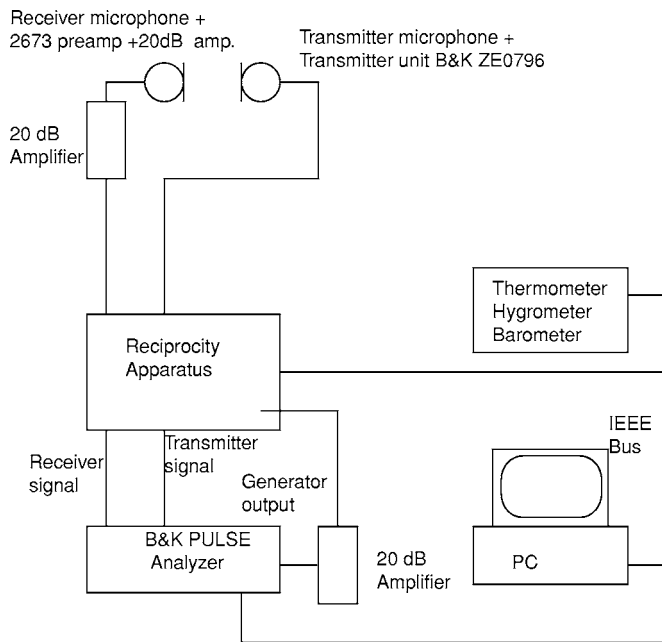 Receiver microphone +
2673 preamp +20dB amp.
Transmitter microphone +
Transmitter unit B&K ZE0796
20 dB
Amplifier
Thermometer
Hygrometer
Barometer
Reciprocity
Apparatus
IEEE
Bus
Receiver
signal
Transmitter
signal
Generator
output
B&K PULSE
Analyzer
20 dB
Amplifier
PC